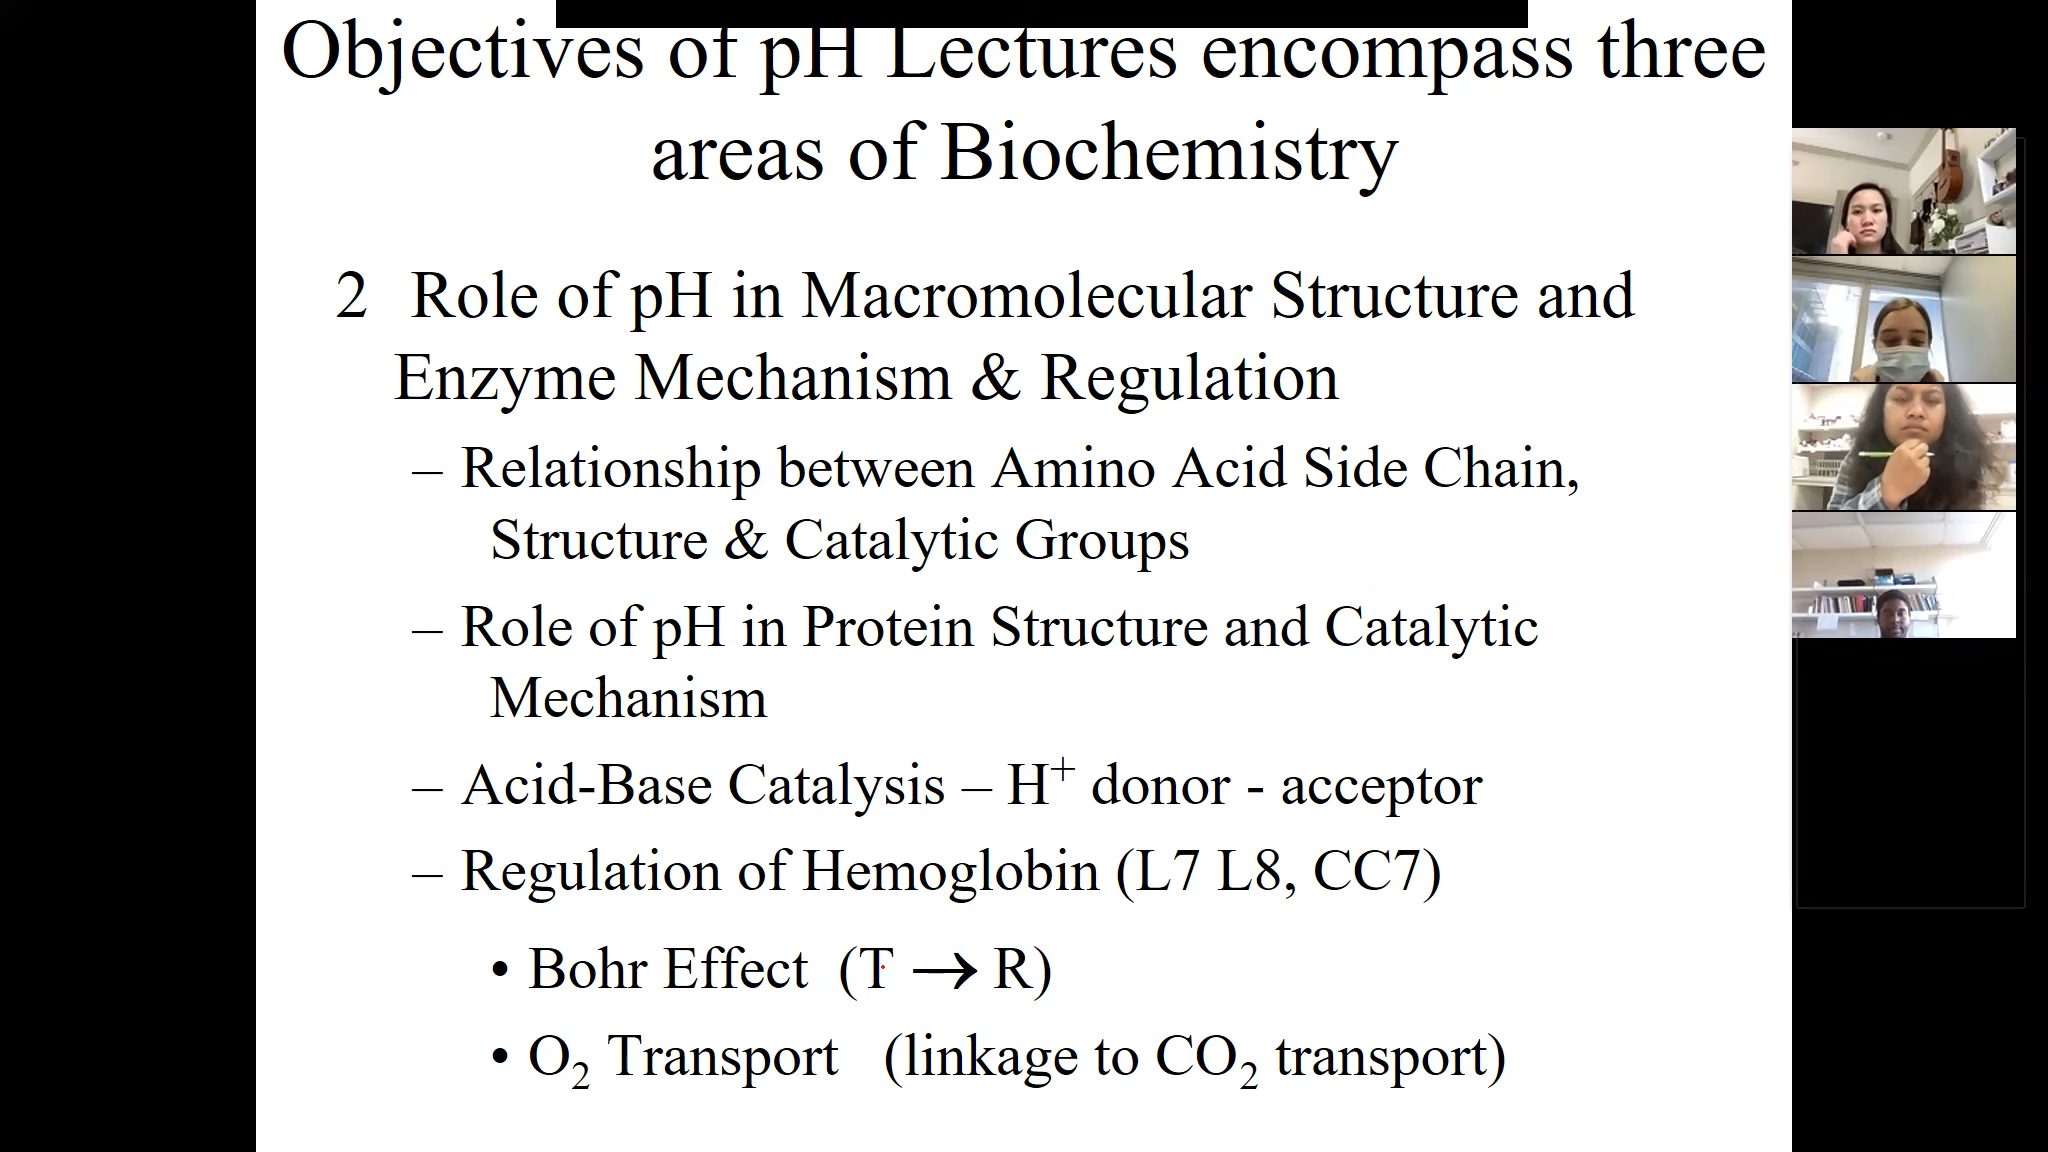 Objectives of pH Lectures encompass three
areas of Biochemistry
2 Role of pH in Macromolecular Structure and
Enzyme Mechanism & Regulation
– Relationship between Amino Acid Side Chain,
Structure & Catalytic Groups
– Role of pH in Protein Structure and Catalytic
Mechanism
– Acid-Base Catalysis – H⁺ donor - acceptor
– Regulation of Hemoglobin (L7 L8, CC7)
• Bohr Effect (T → R)
• O₂ Transport (linkage to CO₂ transport)